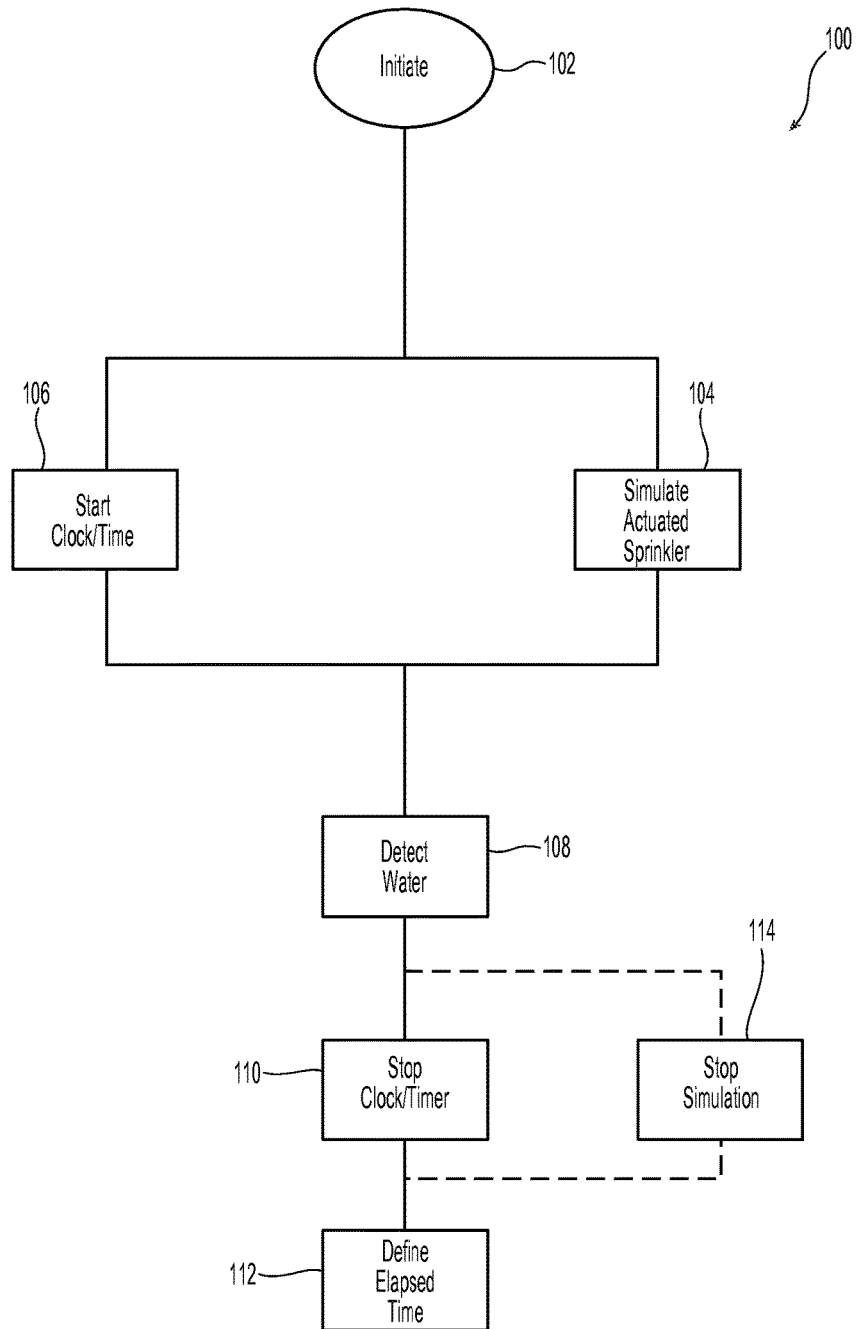 Initiate
102
100
106
104
Start
Clock/Time
Simulate
Actuated
Sprinkler
Detect
Water
108
114
110
Stop
Clock/Timer
Stop
Simulation
112
Define
Elapsed
Time